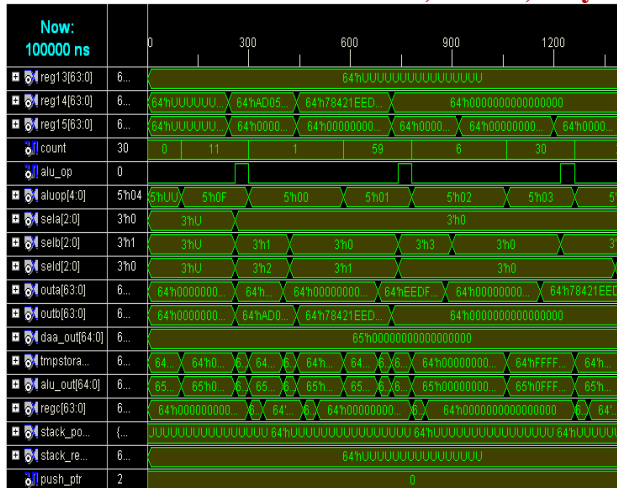 Now:
100000 ns
0 300 600 900 1200
reg13[63:0] 6... 64'hUUUUUUUUUUUUUUUU
reg14[63:0] 6... 64'hUUUUUU... 64'hAD05... 64'h78421EED... 64'h0000000000000000
reg15[63:0] 6... 64'hUUUUUU... 64'h0000... 64'h00000000... 64'h0000... 64'h00000000... 64'h0000...
count 30 0 11 1 59 6 30
alu_op 0
aluop[4:0] 5'h04 5'hUU 5'h0F 5'h00 5'h01 5'h02 5'h03 5
sela[2:0] 3'h0 3'hU 3'h0
selb[2:0] 3'h1 3'hU 3'h1 3'h0 3'h3 3'h0 3'
seld[2:0] 3'h0 3'hU 3'h2 3'h1 3'h0
outa[63:0] 6... 64'h0000000... 64'h... 64'h00000000... 64'hEEDF... 64'h00000000... 64'h78421EED
outb[63:0] 6... 64'h0000000... 64'hAD0... 64'h78421EED... 64'h0000000000000000
daa_out[64:0] 6... 65'h00000000000000000
tmpstora... 6... 64... 64'h0... 6. 64... 6. 64'h... 64... 6. 6... 64'h00000000... 64'hFFFF... 64'h...
alu_out[64:0] 6... 65... 65'h0... 6. 65... 6. 65'h... 65... 6. 6... 65'h00000000... 65'h0FFF... 65'h...
regc[63:0] 6... 64'h000000000... 6. 64'... 6. 64'h00000000... 6. 64'h0000000000000000 6. 64'...
stack_po... {... UUUUUUUUUUUUUUUU 64'hUUUUUUUUUUUUUUUU 64'hUUUUUUUUUUUUUUUU 64'hUUUUU
stack_re... 6... 64'hUUUUUUUUUUUUUUUU
push_ptr 2 0